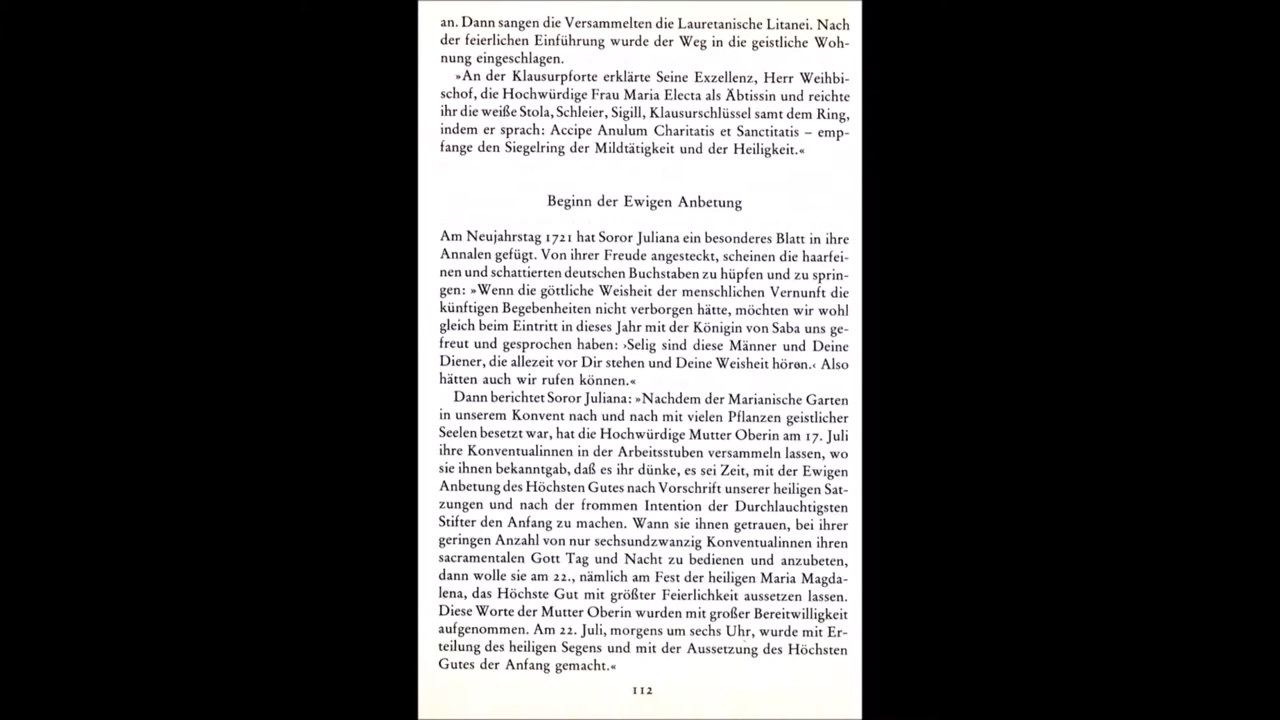 an. Dann sangen die Versammelten die Lauretanische Litanei. Nach
der feierlichen Einführung wurde der Weg in die geistliche Woh-
nung eingeschlagen.
»An der Klausurpforte erklärte Seine Exzellenz, Herr Weihbi-
schof, die Hochwürdige Frau Maria Electa als Äbtissin und reichte
ihr die weiße Stola, Schleier, Sigill, Klausurschlüssel samt dem Ring,
indem er sprach: Accipe Anulum Charitatis et Sanctitatis – emp-
fange den Siegelring der Mildtätigkeit und der Heiligkeit.«
Beginn der Ewigen Anbetung
Am Neujahrstag 1721 hat Soror Juliana ein besonderes Blatt in ihre
Annalen gefügt. Von ihrer Freude angesteckt, scheinen die haarfei-
nen und schattierten deutschen Buchstaben zu hüpfen und zu sprin-
gen: »Wenn die göttliche Weisheit der menschlichen Vernunft die
künftigen Begebenheiten nicht verborgen hätte, möchten wir wohl
gleich beim Eintritt in dieses Jahr mit der Königin von Saba uns ge-
freut und gesprochen haben: ›Selig sind diese Männer und Deine
Diener, die allezeit vor Dir stehen und Deine Weisheit hören.‹ Also
hätten auch wir rufen können.«
Dann berichtet Soror Juliana: »Nachdem der Marianische Garten
in unserem Konvent nach und nach mit vielen Pflanzen geistlicher
Seelen besetzt war, hat die Hochwürdige Mutter Oberin am 17. Juli
ihre Konventualinnen in der Arbeitsstuben versammeln lassen, wo
sie ihnen bekanntgab, daß es ihr dünke, es sei Zeit, mit der Ewigen
Anbetung des Höchsten Gutes nach Vorschrift unserer heiligen Sat-
zungen und nach der frommen Intention der Durchlauchtigsten
Stifter den Anfang zu machen. Wann sie ihnen getrauen, bei ihrer
geringen Anzahl von nur sechsundzwanzig Konventualinnen ihren
sacramentalen Gott Tag und Nacht zu bedienen und anzubeten,
dann wolle sie am 22., nämlich am Fest der heiligen Maria Magda-
lena, das Höchste Gut mit größter Feierlichkeit aussetzen lassen.
Diese Worte der Mutter Oberin wurden mit großer Bereitwilligkeit
aufgenommen. Am 22. Juli, morgens um sechs Uhr, wurde mit Er-
teilung des heiligen Segens und mit der Aussetzung des Höchsten
Gutes der Anfang gemacht.«
112